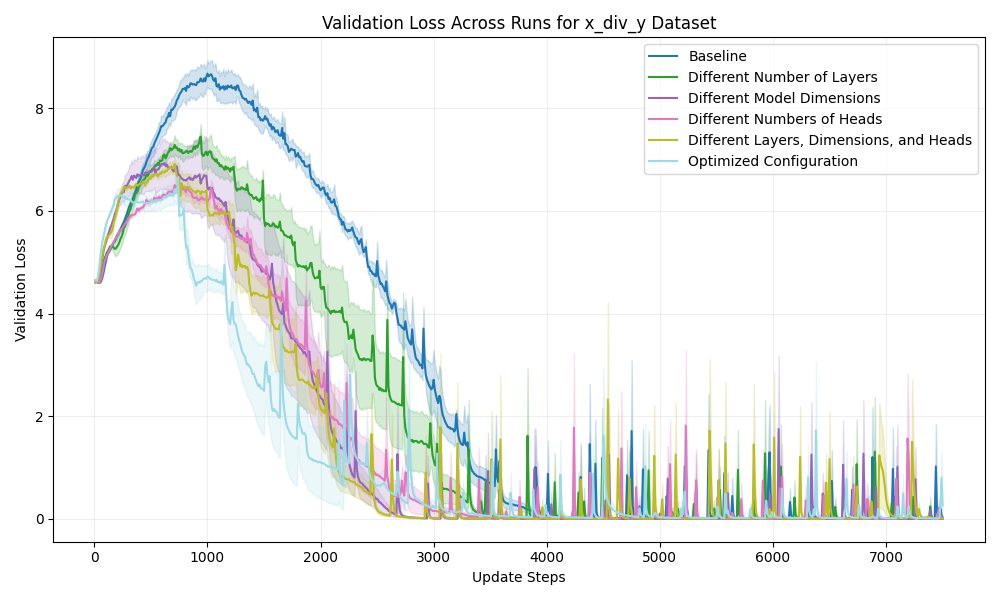 Validation Loss Across Runs for x_div_y Dataset
Baseline
Different Number of Layers
Different Model Dimensions
Different Numbers of Heads
Different Layers, Dimensions, and Heads
Optimized Configuration
Validation Loss
8
6
4
2
0
0 1000 2000 3000 4000 5000 6000 7000
Update Steps